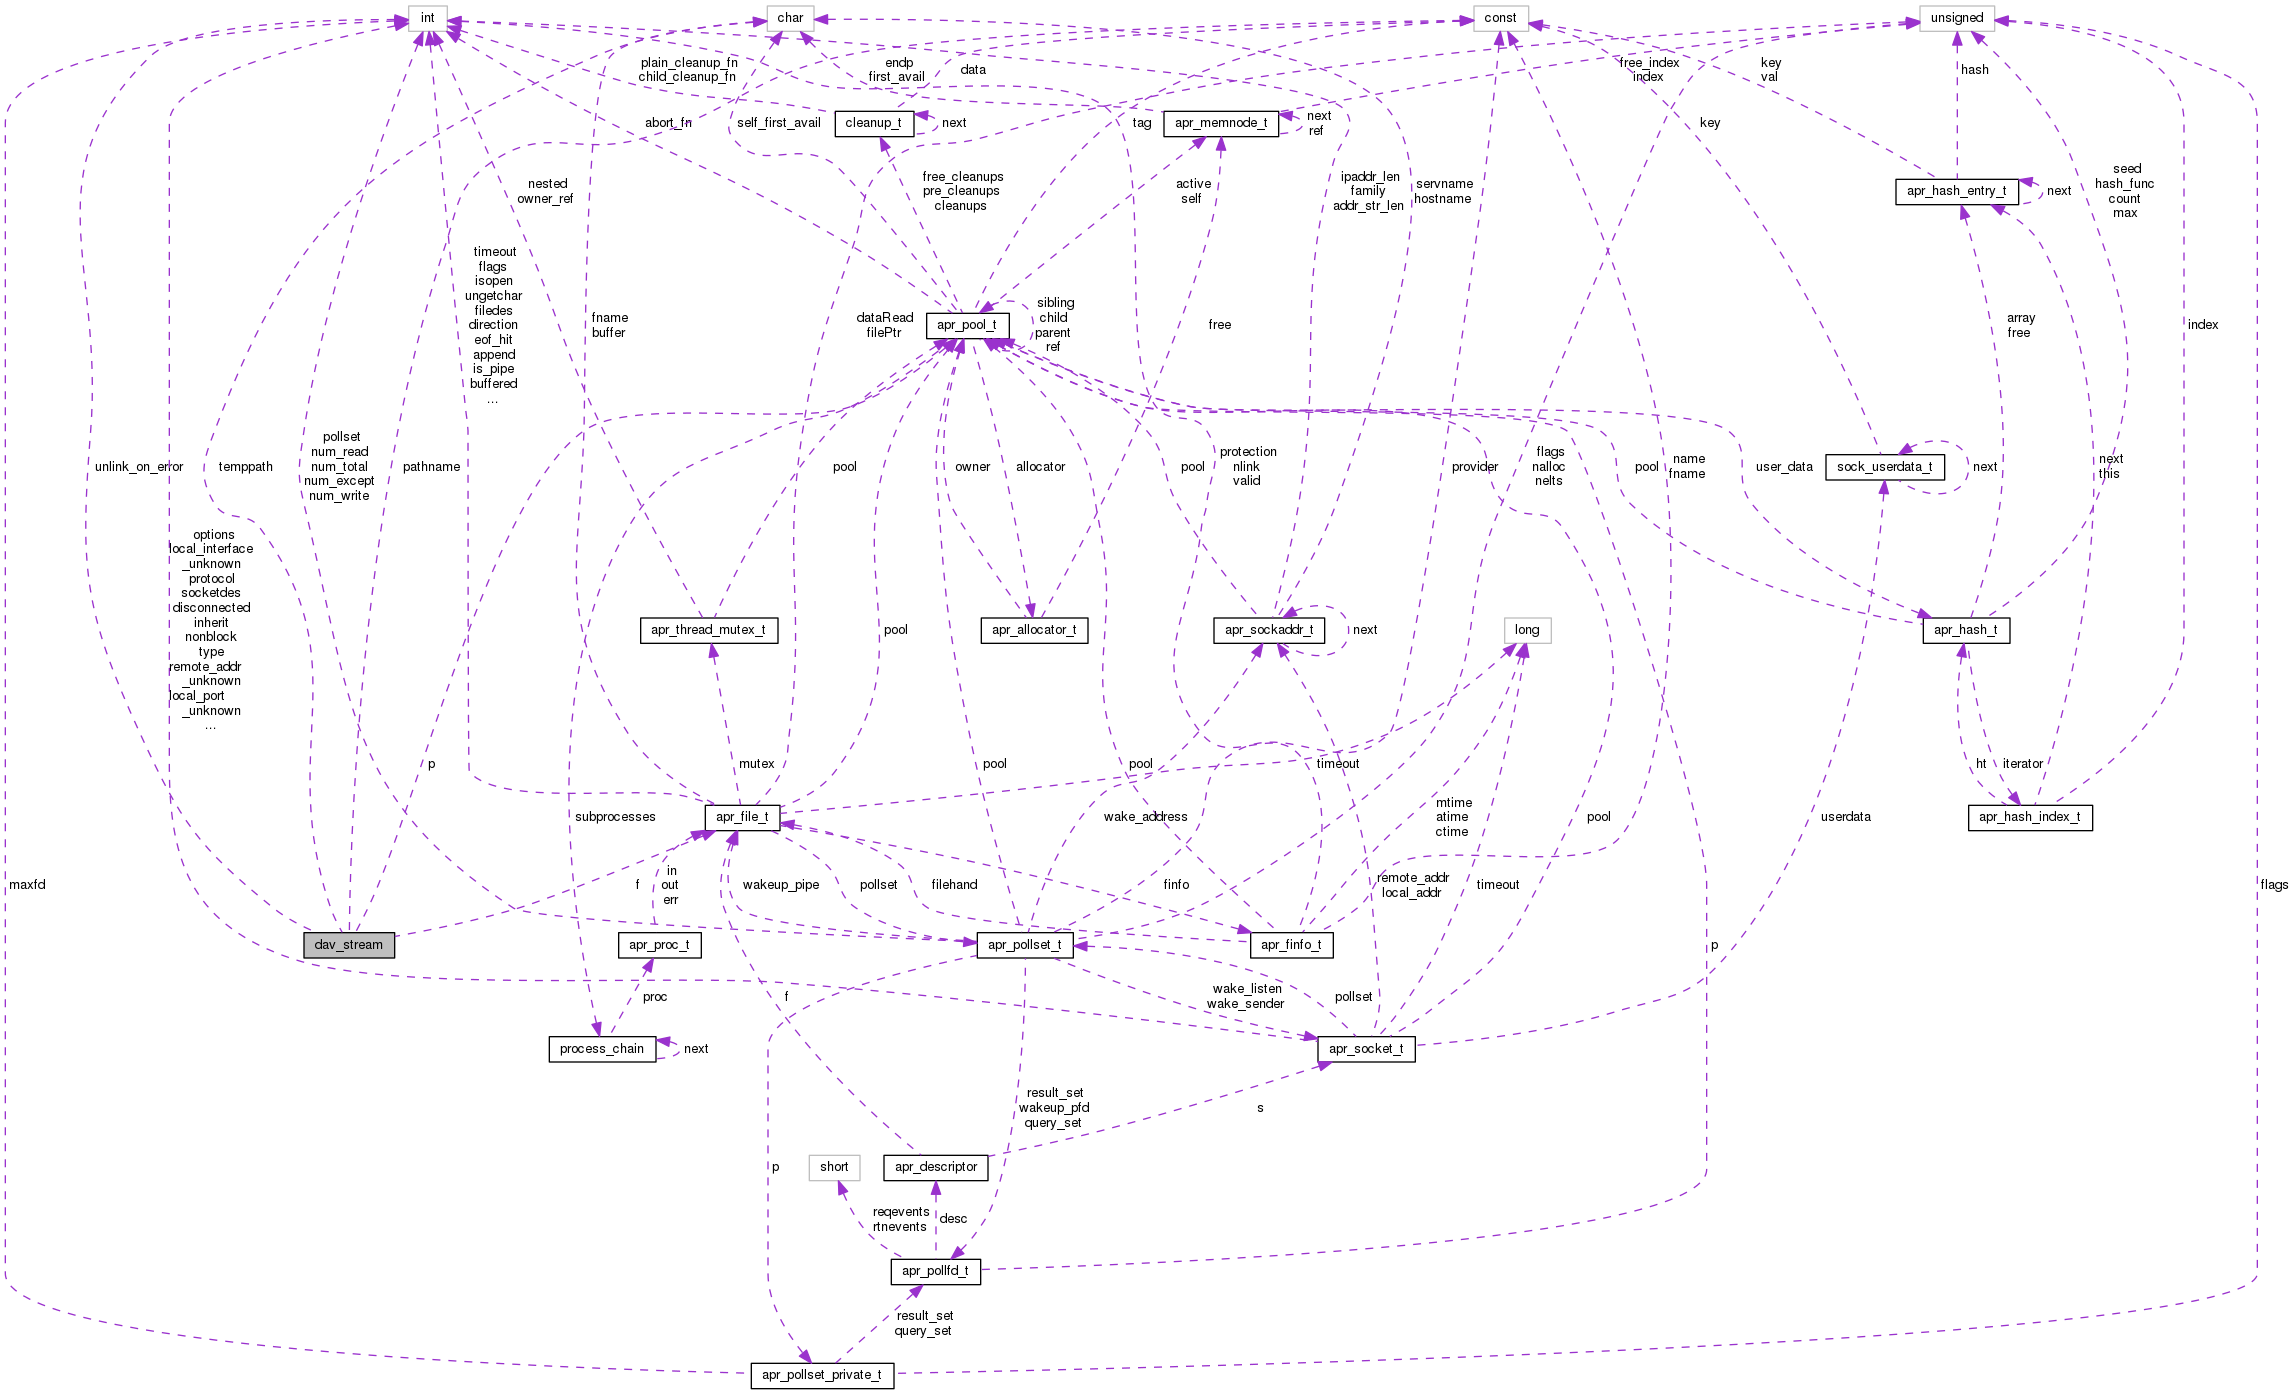 int
char
const
unsigned
plain_cleanup_fn
child_cleanup_fn
endp
first_avail
data
free_index
index
key
val
hash
cleanup_t
next
apr_memnode_t
next
ref
abort_fn
self_first_avail
tag
key
nested
owner_ref
free_cleanups
pre_cleanups
cleanups
active
self
ipaddr_len
family
addr_str_len
servname
hostname
apr_hash_entry_t
next
seed
hash_func
count
max
timeout
flags
isopen
ungetchar
filedes
direction
eof_hit
append
is_pipe
buffered
...
fname
buffer
dataRead
filePtr
apr_pool_t
sibling
child
parent
ref
free
array
free
index
unlink_on_error
temppath
pollset
num_read
num_total
num_except
num_write
pathname
pool
owner
allocator
pool
protection
nlink
valid
provider
flags
nalloc
nelts
pool
name
fname
user_data
sock_userdata_t
next
next
this
options
local_interface
_unknown
protocol
socketdes
disconnected
inherit
nonblock
type
remote_addr
_unknown
local_port
_unknown
...
apr_thread_mutex_t
pool
apr_allocator_t
apr_sockaddr_t
next
long
apr_hash_t
p
mutex
pool
pool
timeout
ht
iterator
subprocesses
apr_file_t
wake_address
mtime
atime
ctime
pool
userdata
apr_hash_index_t
maxfd
f
in
out
err
wakeup_pipe
pollset
filehand
finfo
remote_addr
local_addr
timeout
flags
dav_stream
apr_proc_t
apr_pollset_t
apr_finfo_t
p
proc
f
wake_listen
wake_sender
pollset
process_chain
next
apr_socket_t
result_set
wakeup_pfd
query_set
s
p
short
apr_descriptor
reqevents
rtnevents
desc
apr_pollfd_t
result_set
query_set
apr_pollset_private_t